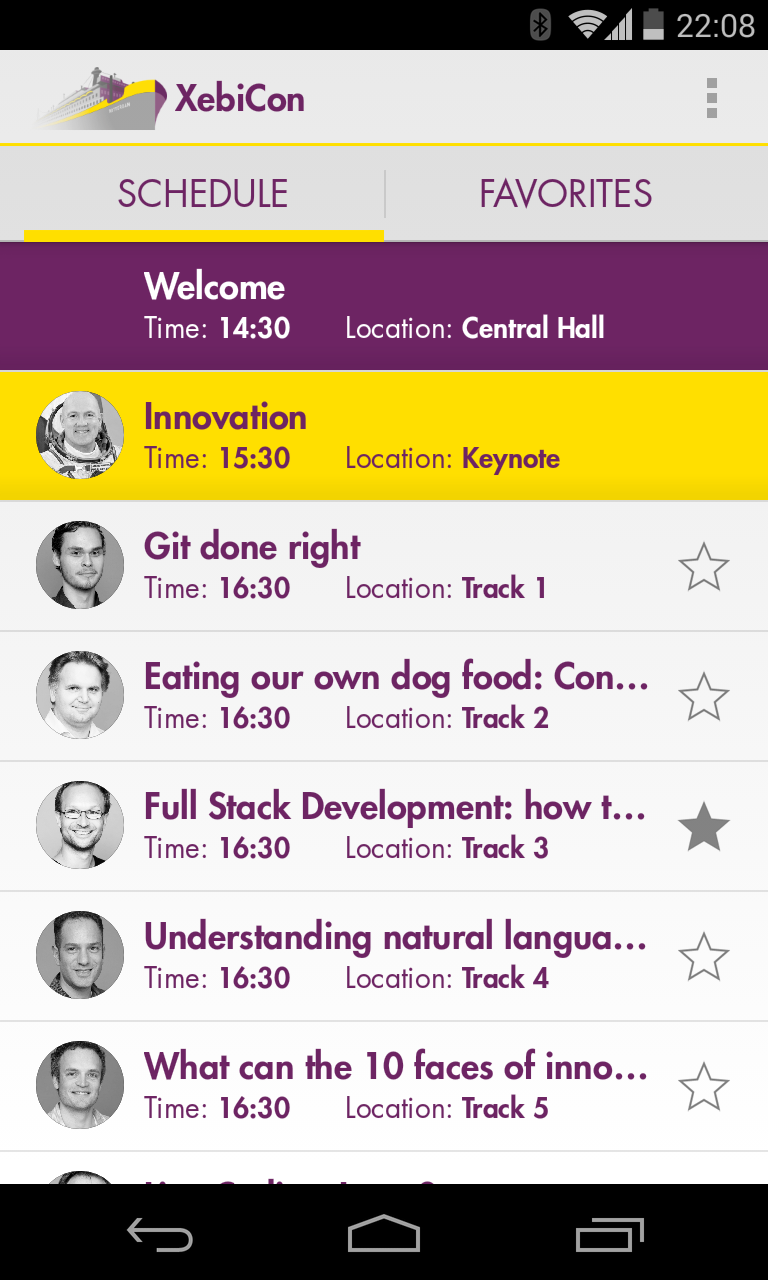 22:08
XebiCon
SCHEDULE FAVORITES
Welcome
Time: 14:30 Location: Central Hall
Innovation
Time: 15:30 Location: Keynote
Git done right
Time: 16:30 Location: Track 1
Eating our own dog food: Con...
Time: 16:30 Location: Track 2
Full Stack Development: how t...
Time: 16:30 Location: Track 3
Understanding natural langua...
Time: 16:30 Location: Track 4
What can the 10 faces of inno...
Time: 16:30 Location: Track 5